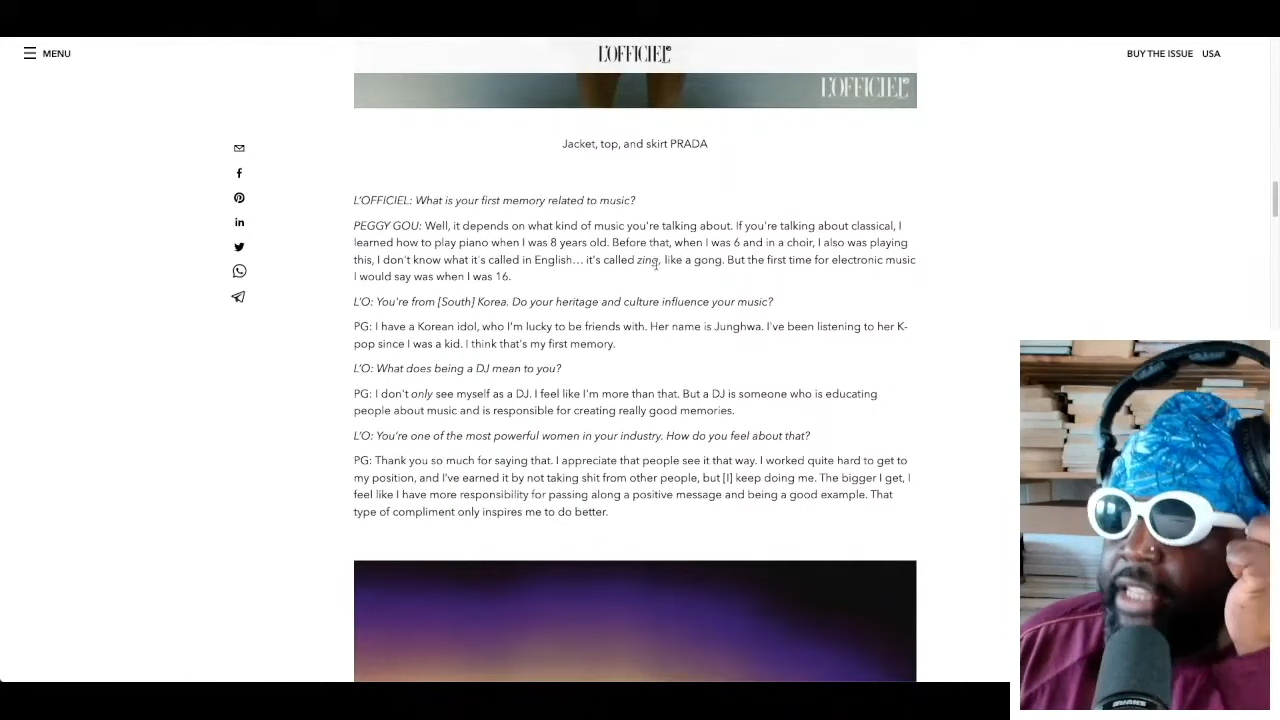 MENU
L'OFFICIEL
BUY THE ISSUE USA
L'OFFICIEL
Jacket, top, and skirt PRADA
L'OFFICIEL: What is your first memory related to music?
PEGGY GOU: Well, it depends on what kind of music you're talking about. If you're talking about classical, I
learned how to play piano when I was 8 years old. Before that, when I was 6 and in a choir, I also was playing
this, I don't know what it's called in English… it's called zing, like a gong. But the first time for electronic music
I would say was when I was 16.
L'O: You're from [South] Korea. Do your heritage and culture influence your music?
PG: I have a Korean idol, who I'm lucky to be friends with. Her name is Junghwa. I've been listening to her K-
pop since I was a kid. I think that's my first memory.
L'O: What does being a DJ mean to you?
PG: I don't only see myself as a DJ. I feel like I'm more than that. But a DJ is someone who is educating
people about music and is responsible for creating really good memories.
L'O: You're one of the most powerful women in your industry. How do you feel about that?
PG: Thank you so much for saying that. I appreciate that people see it that way. I worked quite hard to get to
my position, and I've earned it by not taking shit from other people, but [I] keep doing me. The bigger I get, I
feel like I have more responsibility for passing along a positive message and being a good example. That
type of compliment only inspires me to do better.
SHURE